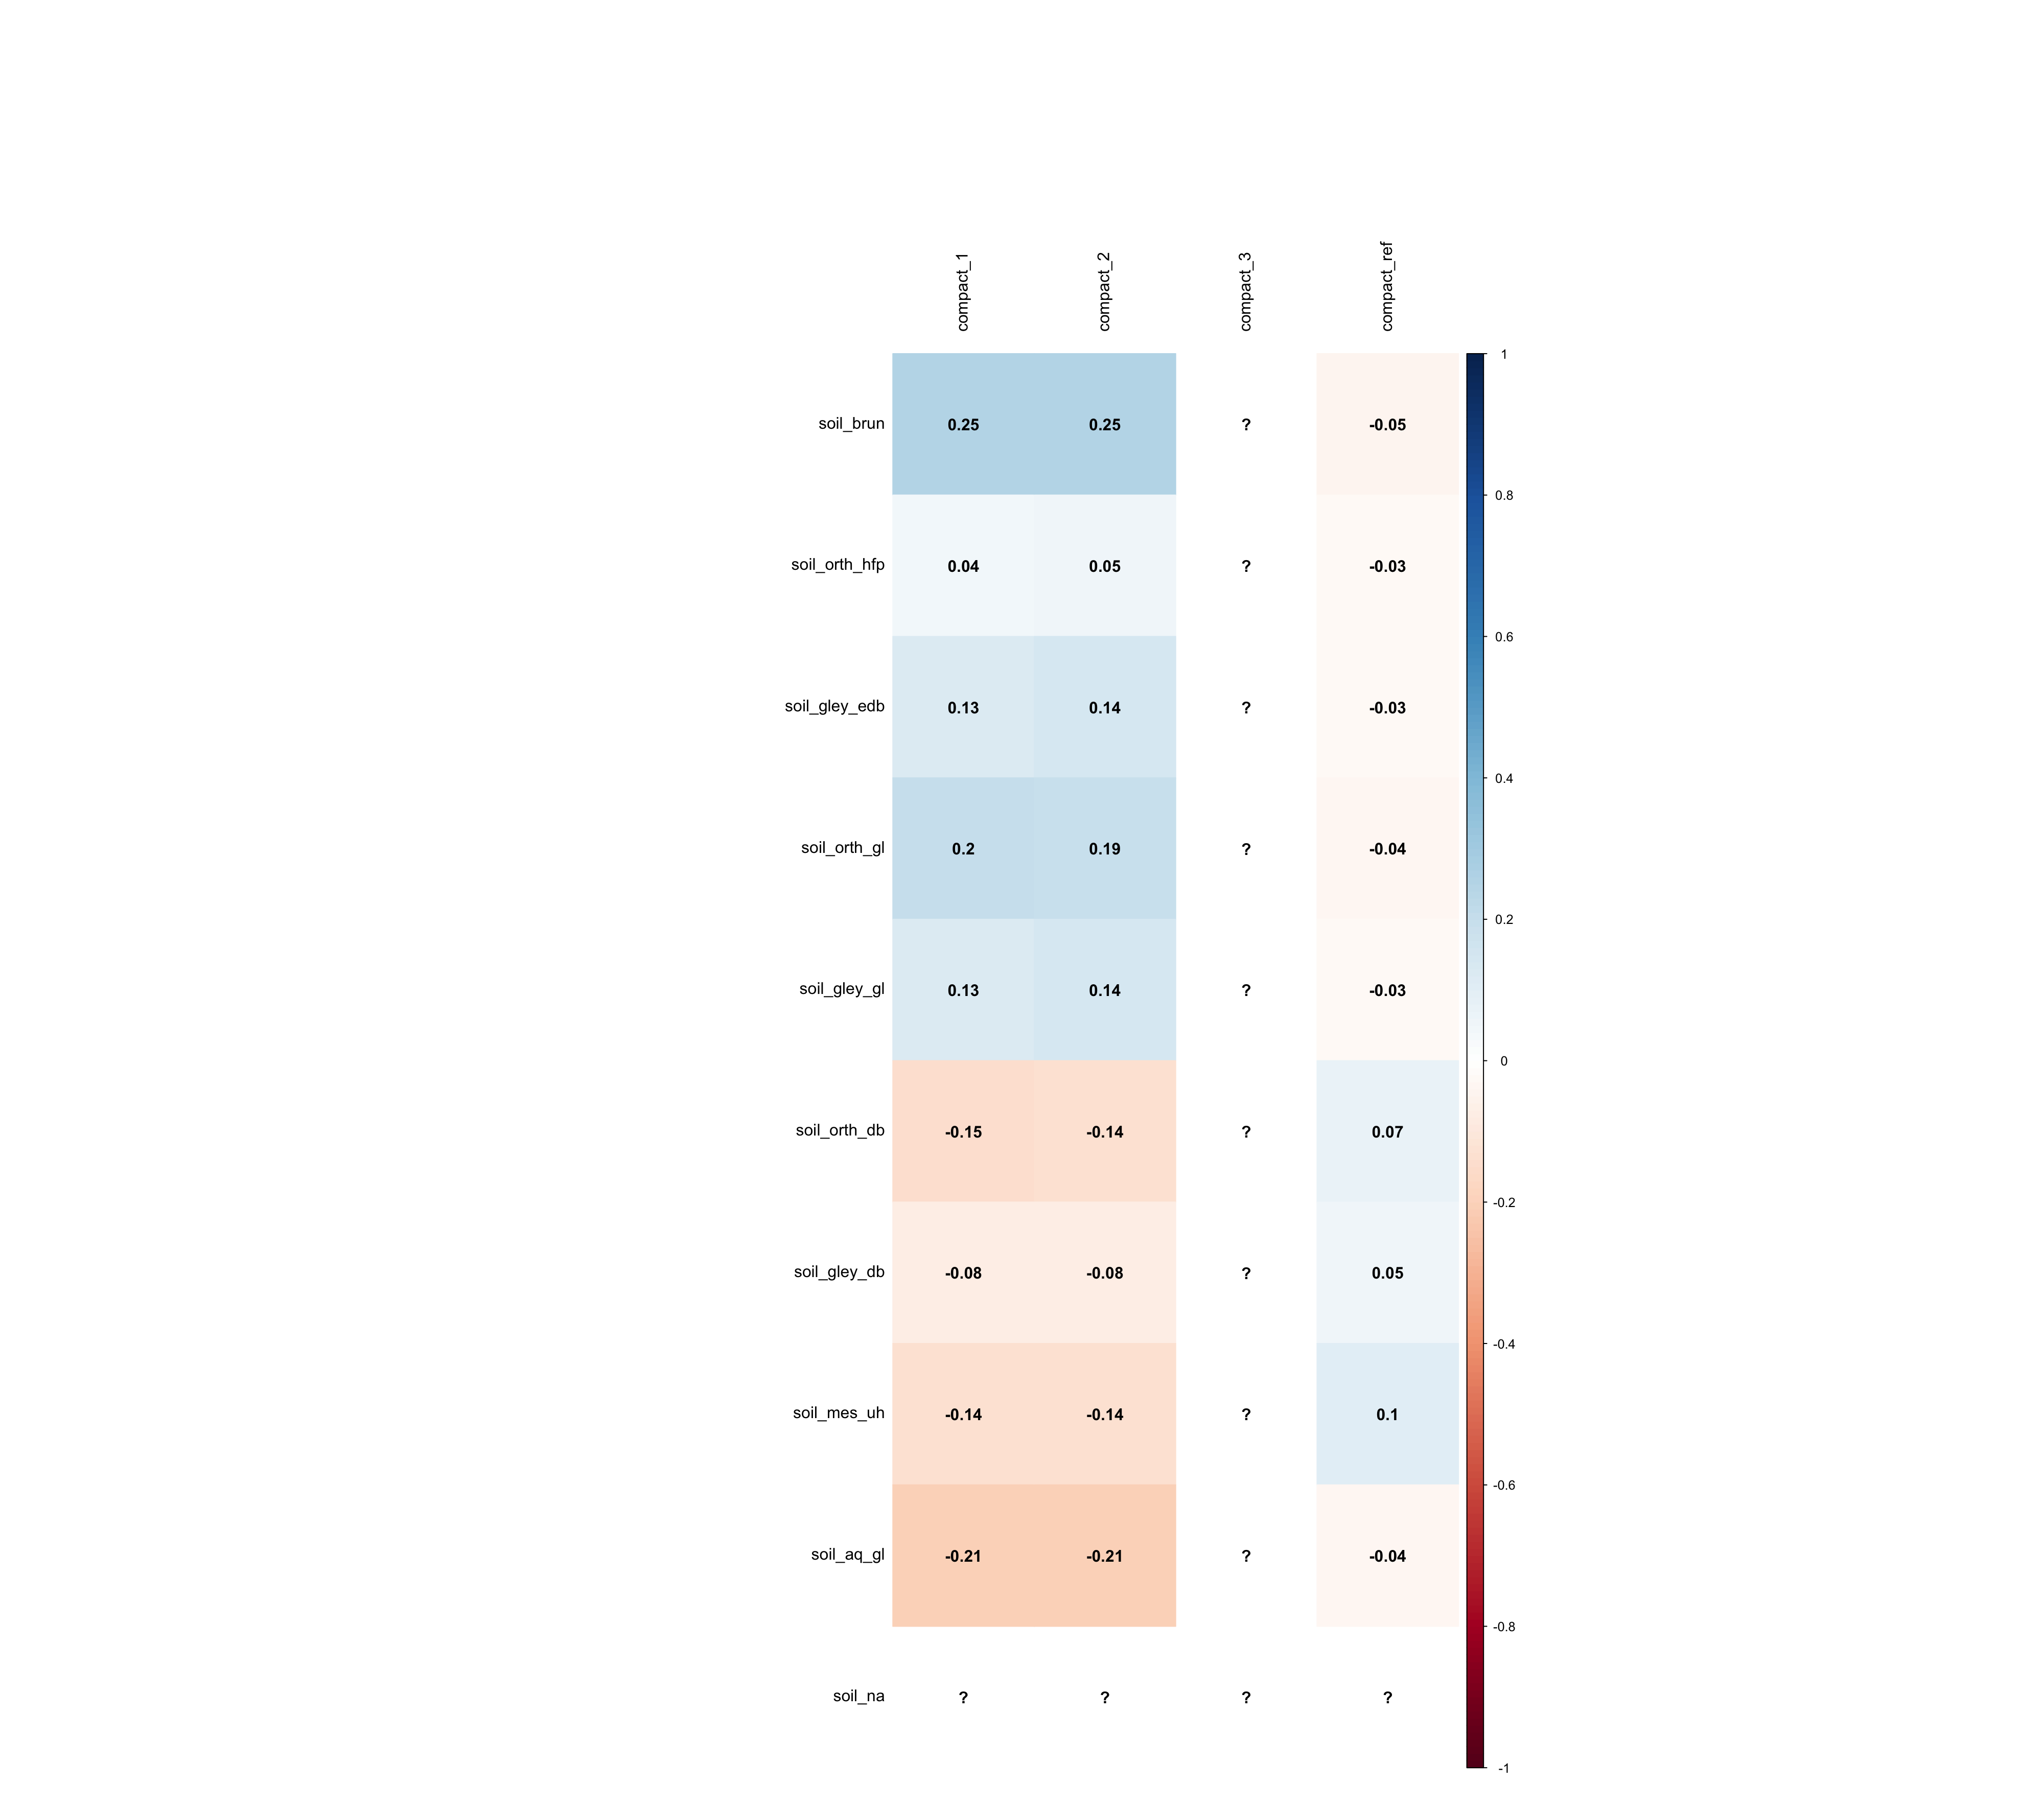 compact_1 compact_2 compact_3 compact_ref
1
soil_brun 0.25 0.25 ? -0.05
0.8
soil_orth_hfp 0.04 0.05 ? -0.03
0.6
soil_gley_edb 0.13 0.14 ? -0.03
0.4
soil_orth_gl 0.2 0.19 ? -0.04
0.2
soil_gley_gl 0.13 0.14 ? -0.03
0
soil_orth_db -0.15 -0.14 ? 0.07
-0.2
soil_gley_db -0.08 -0.08 ? 0.05
-0.4
soil_mes_uh -0.14 -0.14 ? 0.1
-0.6
soil_aq_gl -0.21 -0.21 ? -0.04
-0.8
soil_na ? ? ? ?
-1